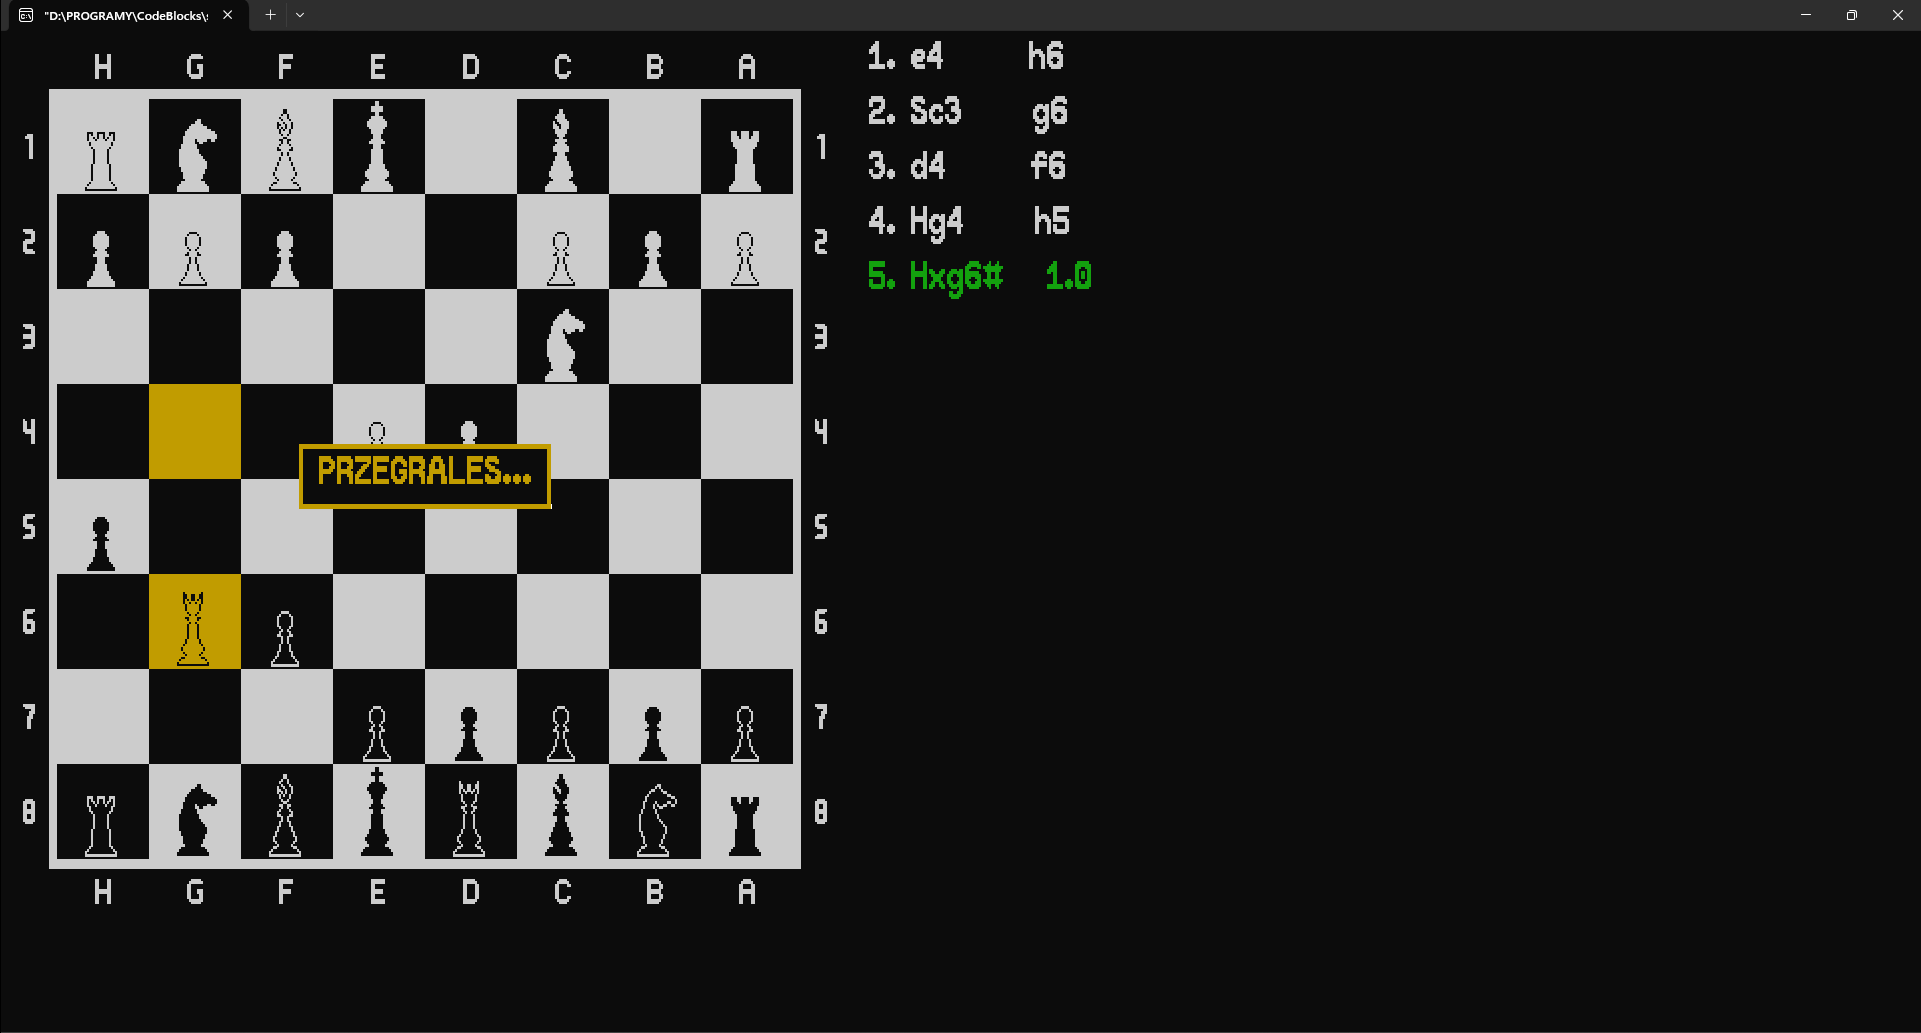 "D:\PROGRAMY\CodeBlocks\s
H G F E D C B A
1 1
2 2
3 3
4 4
5 5
6 6
7 7
8 8
H G F E D C B A
PRZEGRALES...
1. e4 h6
2. Sc3 g6
3. d4 f6
4. Hg4 h5
5. Hxg6# 1.0